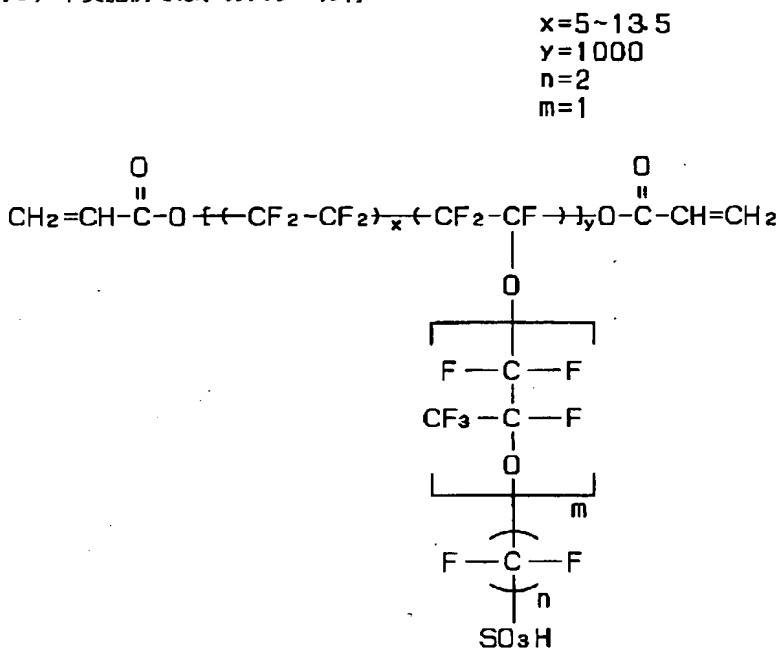 x=5~13.5
y=1000
n=2
m=1
O O
CH2=CH-C-O-[(-CF2-CF2)x-(-CF2-CF-)-]yO-C-CH=CH2
O
F-C-F
CF3-C-F
O
m
F-C-F
n
SO3H